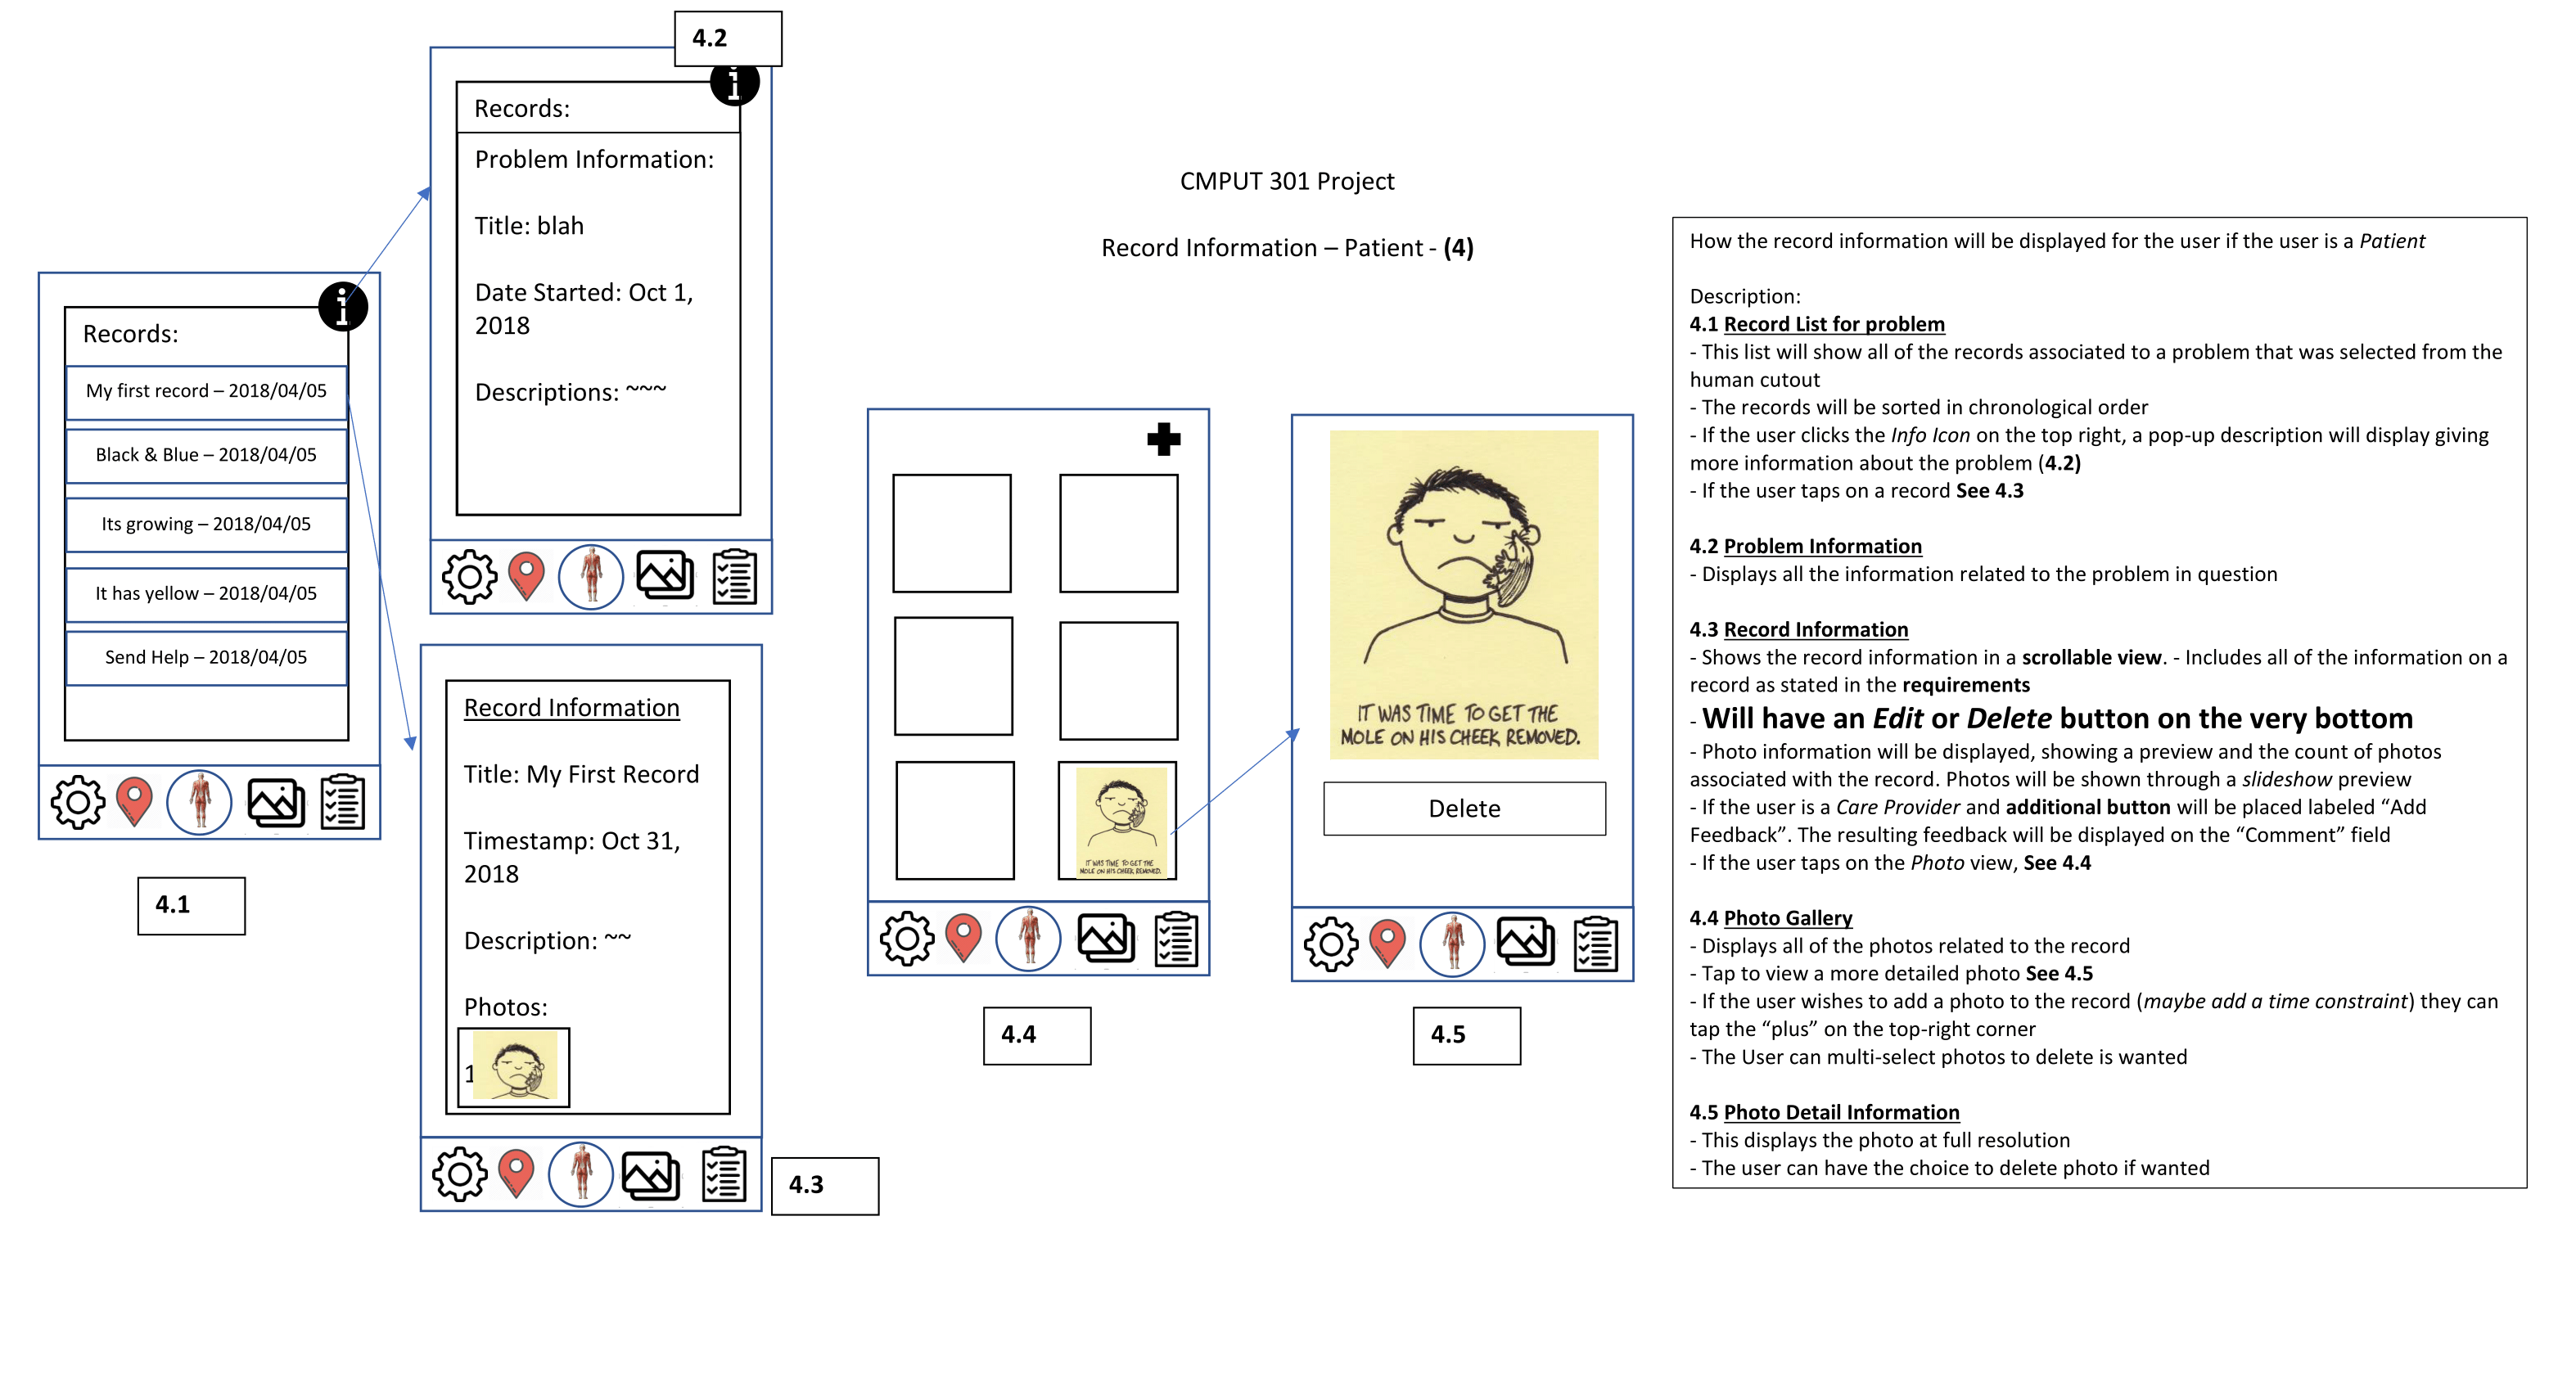 4.2
Records:
Problem Information:
Title: blah
Date Started: Oct 1,
2018
Descriptions: ~~~
CMPUT 301 Project
Record Information – Patient - (4)
Records:
My first record – 2018/04/05
Black & Blue – 2018/04/05
Its growing – 2018/04/05
It has yellow – 2018/04/05
Send Help – 2018/04/05
4.1
Record Information
Title: My First Record
Timestamp: Oct 31,
2018
Description: ~~
Photos:
1
4.3
IT WAS TIME TO GET THE
MOLE ON HIS CHEEK REMOVED.
4.4
IT WAS TIME TO GET THE
MOLE ON HIS CHEEK REMOVED.
Delete
4.5
How the record information will be displayed for the user if the user is a Patient
Description:
4.1 Record List for problem
- This list will show all of the records associated to a problem that was selected from the
human cutout
- The records will be sorted in chronological order
- If the user clicks the Info Icon on the top right, a pop-up description will display giving
more information about the problem (4.2)
- If the user taps on a record See 4.3
4.2 Problem Information
- Displays all the information related to the problem in question
4.3 Record Information
- Shows the record information in a scrollable view. - Includes all of the information on a
record as stated in the requirements
- Will have an Edit or Delete button on the very bottom
- Photo information will be displayed, showing a preview and the count of photos
associated with the record. Photos will be shown through a slideshow preview
- If the user is a Care Provider and additional button will be placed labeled “Add
Feedback”. The resulting feedback will be displayed on the “Comment” field
- If the user taps on the Photo view, See 4.4
4.4 Photo Gallery
- Displays all of the photos related to the record
- Tap to view a more detailed photo See 4.5
- If the user wishes to add a photo to the record (maybe add a time constraint) they can
tap the “plus” on the top-right corner
- The User can multi-select photos to delete is wanted
4.5 Photo Detail Information
- This displays the photo at full resolution
- The user can have the choice to delete photo if wanted